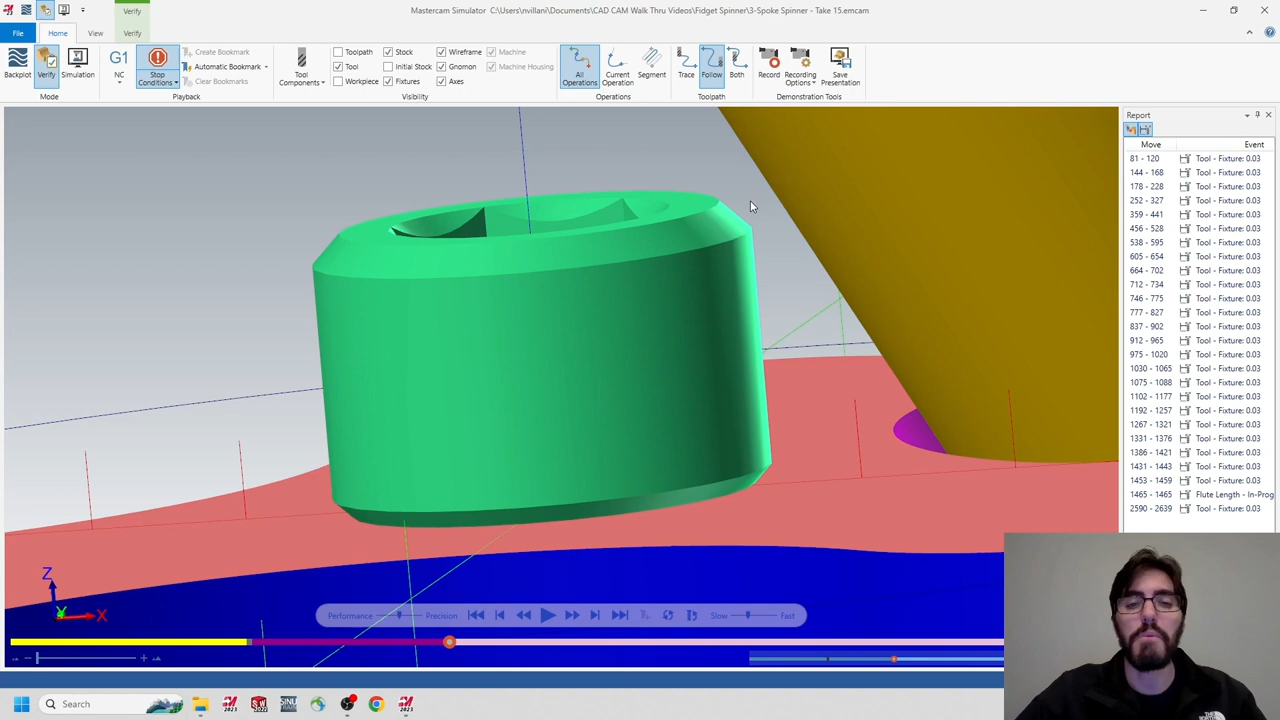 Verify
Mastercam Simulator C:\Users\nvillani\Documents\CAD CAM Walk Thru Videos\Fidget Spinner\3-Spoke Spinner - Take 15.emcam
File
Home
View
Verify
Backplot
Verify
Simulation
Mode
G1
NC
Stop
Conditions
Create Bookmark
Automatic Bookmark
Clear Bookmarks
Playback
Tool
Components
Toolpath
Tool
Workpiece
Stock
Initial Stock
Fixtures
Wireframe
Gnomon
Axes
Machine
Machine Housing
Visibility
All
Operations
Current
Operation
Segment
Operations
Trace
Follow
Both
Toolpath
Record
Recording
Options
Save
Presentation
Demonstration Tools
Report
Move Event
81 - 120 Tool - Fixture: 0.03
144 - 168 Tool - Fixture: 0.03
178 - 228 Tool - Fixture: 0.03
252 - 327 Tool - Fixture: 0.03
359 - 441 Tool - Fixture: 0.03
456 - 528 Tool - Fixture: 0.03
538 - 595 Tool - Fixture: 0.03
605 - 654 Tool - Fixture: 0.03
664 - 702 Tool - Fixture: 0.03
712 - 734 Tool - Fixture: 0.03
746 - 775 Tool - Fixture: 0.03
777 - 827 Tool - Fixture: 0.03
837 - 902 Tool - Fixture: 0.03
912 - 965 Tool - Fixture: 0.03
975 - 1020 Tool - Fixture: 0.03
1030 - 1065 Tool - Fixture: 0.03
1075 - 1088 Tool - Fixture: 0.03
1102 - 1177 Tool - Fixture: 0.03
1192 - 1257 Tool - Fixture: 0.03
1267 - 1321 Tool - Fixture: 0.03
1331 - 1376 Tool - Fixture: 0.03
1386 - 1421 Tool - Fixture: 0.03
1431 - 1443 Tool - Fixture: 0.03
1453 - 1459 Tool - Fixture: 0.03
1465 - 1465 Flute Length - In-Prog
2590 - 2639 Tool - Fixture: 0.03
Z
Y
X
Performance
Precision
Slow
Fast
Search
2023
SW
2022
SINU
TRAIN
2023